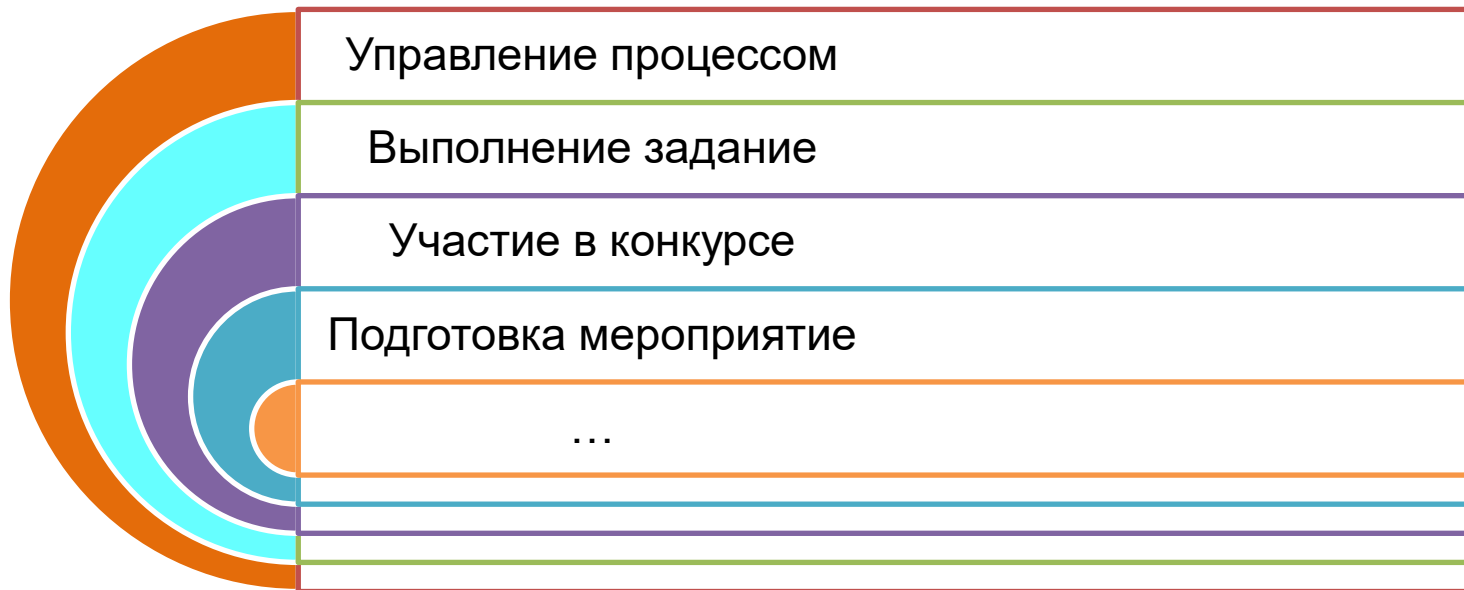 Управление процессом
Выполнение задание
Участие в конкурсе
Подготовка мероприятие
…